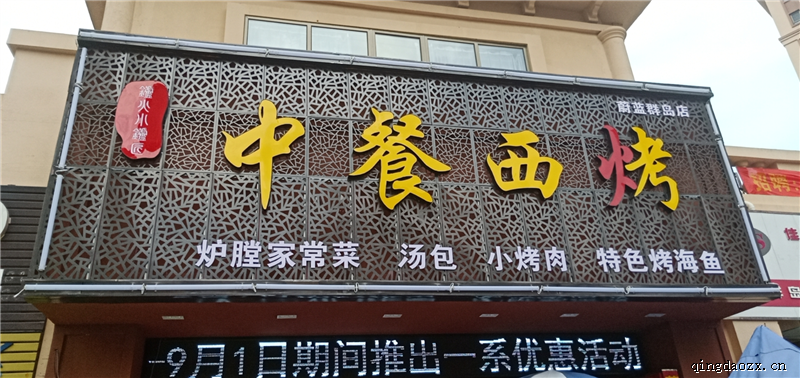 蔚蓝群岛店
中餐西烤
炉膛家常菜 汤包 小烤肉 特色烤海鱼
-9月1日期间推出一系优惠活动
招聘
qingdaozx.cn